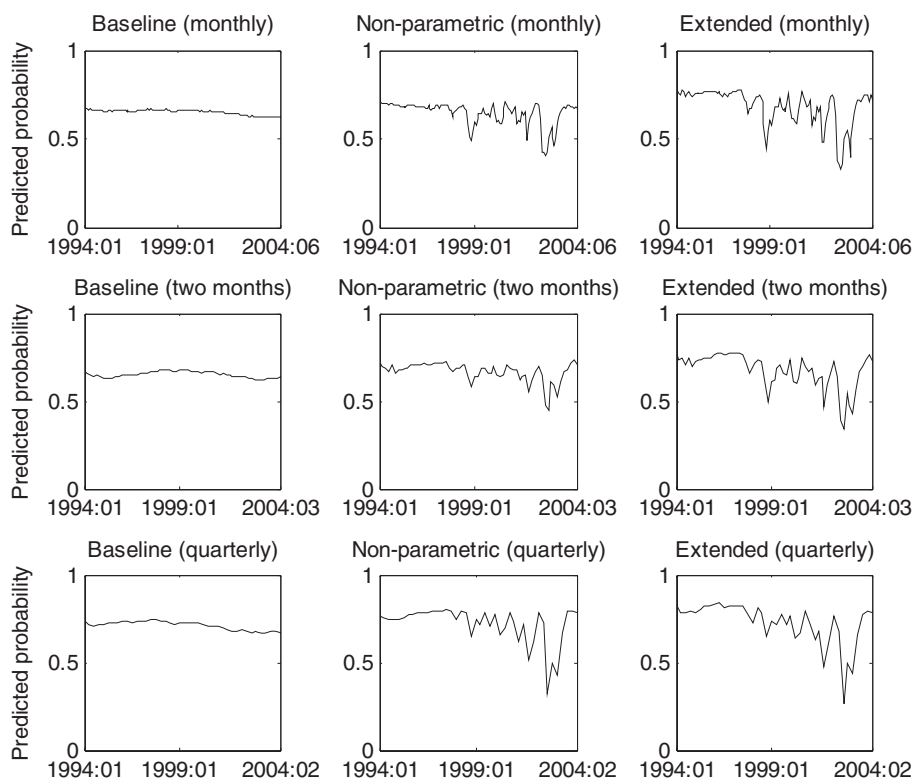 Baseline (monthly)
Non-parametric (monthly)
Extended (monthly)
Predicted probability
1
0.5
0
1994:01 1999:01 2004:06
1
0.5
0
1994:01 1999:01 2004:06
1
0.5
0
1994:01 1999:01 2004:06
Baseline (two months)
Non-parametric (two months)
Extended (two months)
Predicted probability
1
0.5
0
1994:01 1999:01 2004:03
1
0.5
0
1994:01 1999:01 2004:03
1
0.5
0
1994:01 1999:01 2004:03
Baseline (quarterly)
Non-parametric (quarterly)
Extended (quarterly)
Predicted probability
1
0.5
0
1994:01 1999:01 2004:02
1
0.5
0
1994:01 1999:01 2004:02
1
0.5
0
1994:01 1999:01 2004:02